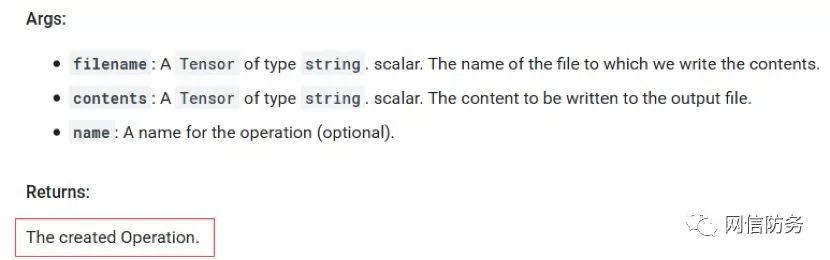 Args:
• filename : A Tensor of type string . scalar. The name of the file to which we write the contents.
• contents : A Tensor of type string . scalar. The content to be written to the output file.
• name : A name for the operation (optional).
Returns:
The created Operation.
网信防务